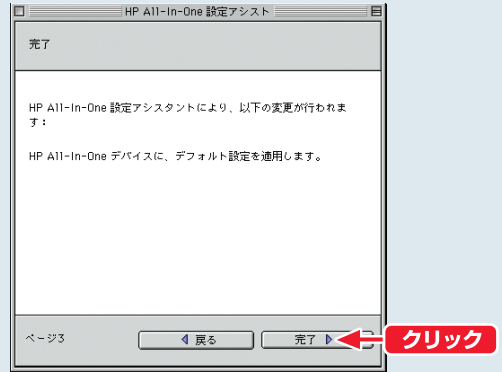 HP All-In-One 設定アシスト
完了
HP All-In-One 設定アシスタントにより、以下の変更が行われま
す：
HP All-In-One デバイスに、デフォルト設定を適用します。
ページ3
戻る
完了
クリック